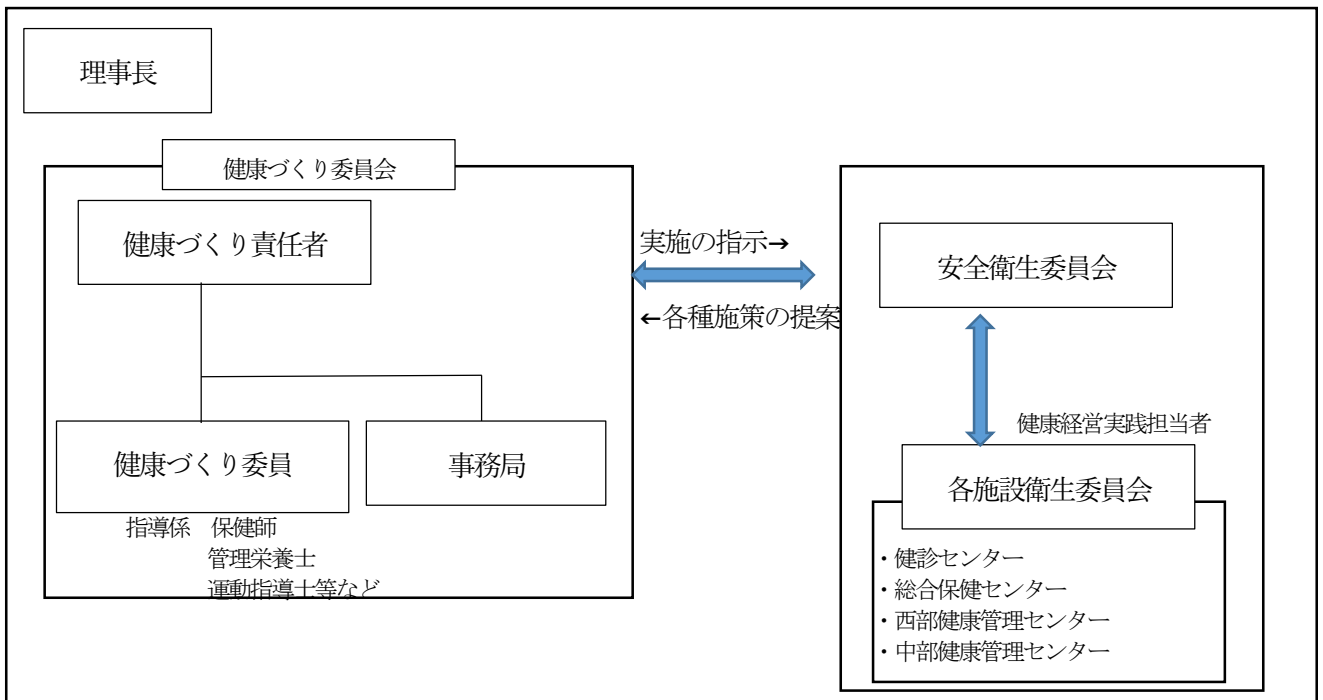 理事長
健康づくり委員会
健康づくり責任者
健康づくり委員
事務局
指導係　保健師
管理栄養士
運動指導士等など
実施の指示→
←各種施策の提案
安全衛生委員会
健康経営実践担当者
各施設衛生委員会
・健診センター
・総合保健センター
・西部健康管理センター
・中部健康管理センター